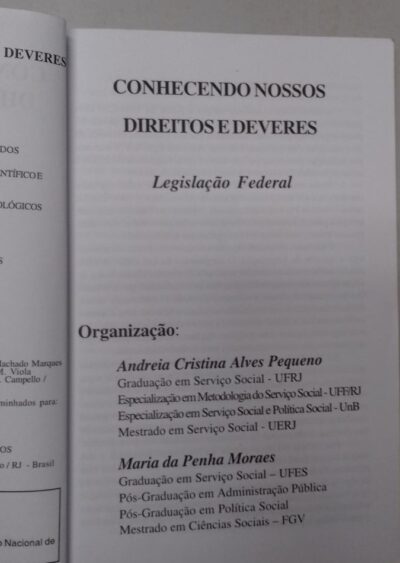 DEVERES
DOS
NTÍFICO E
OLÓGICOS
S
Machado Marques
M. Viola
. Campello /
minhados para:
OS
o / RJ - Brasil
o Nacional de
CONHECENDO NOSSOS
DIREITOS E DEVERES
Legislação Federal
Organização:
Andreia Cristina Alves Pequeno
Graduação em Serviço Social - UFRJ
Especialização em Metodologia do Serviço Social - UFF/RJ
Especialização em Serviço Social e Política Social - UnB
Mestrado em Serviço Social - UERJ
Maria da Penha Moraes
Graduação em Serviço Social – UFES
Pós-Graduação em Administração Pública
Pós-Graduação em Política Social
Mestrado em Ciências Sociais – FGV